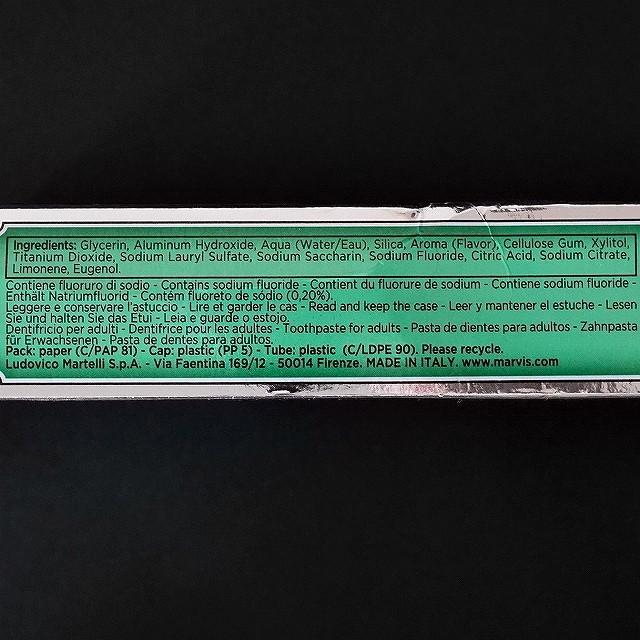 Ingredients: Glycerin, Aluminum Hydroxide, Aqua (Water/Eau), Silica, Aroma (Flavor), Cellulose Gum, Xylitol,
Titanium Dioxide, Sodium Lauryl Sulfate, Sodium Saccharin, Sodium Fluoride, Citric Acid, Sodium Citrate,
Limonene, Eugenol.
Contiene fluoruro di sodio - Contains sodium fluoride - Contient du fluorure de sodium - Contiene sodium fluoride -
Enthält Natriumfluorid - Contém fluoreto de sódio (0,20%).
Leggere e conservare l'astuccio - Lire et garder le cas - Read and keep the case - Leer y mantener el estuche - Lesen
Sie und halten Sie das Etui - Leia e guarde o estojo.
Dentifricio per adulti - Dentifrice pour les adultes - Toothpaste for adults - Pasta de dientes para adultos - Zahnpasta
für Erwachsenen - Pasta de dentes para adultos.
Pack: paper (C/PAP 81) - Cap: plastic (PP 5) - Tube: plastic (C/LDPE 90). Please recycle.
Ludovico Martelli S.p.A. - Via Faentina 169/12 - 50014 Firenze. MADE IN ITALY. www.marvis.com